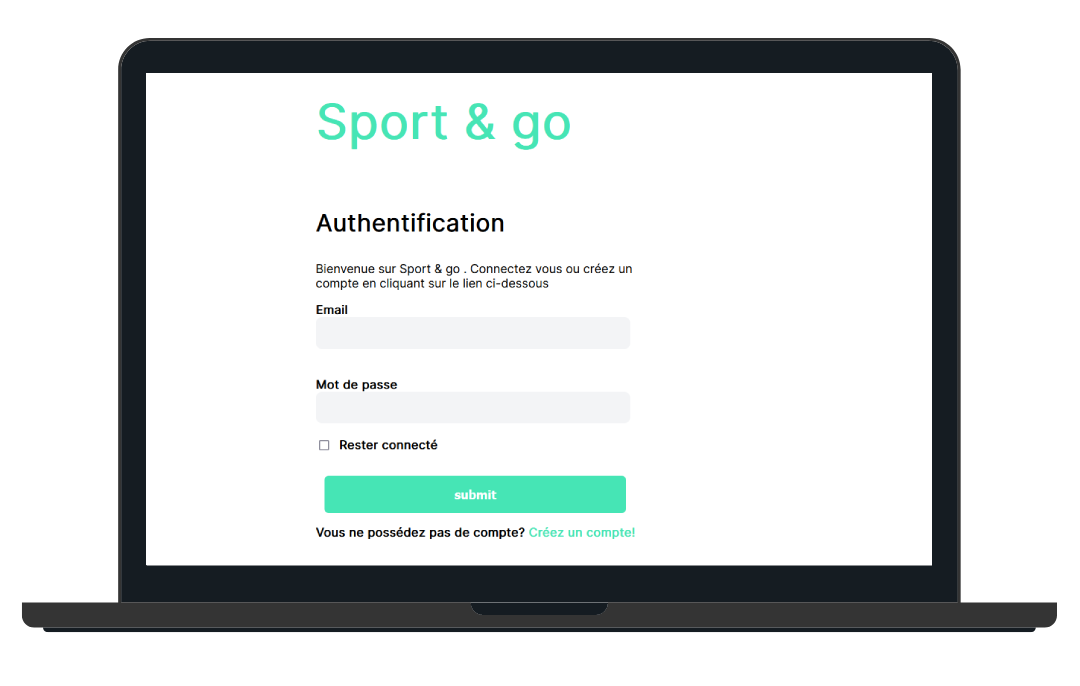 Sport & go
Authentification
Bienvenue sur Sport & go . Connectez vous ou créez un
compte en cliquant sur le lien ci-dessous
Email
Mot de passe
Rester connecté
submit
Vous ne possédez pas de compte? Créez un compte!